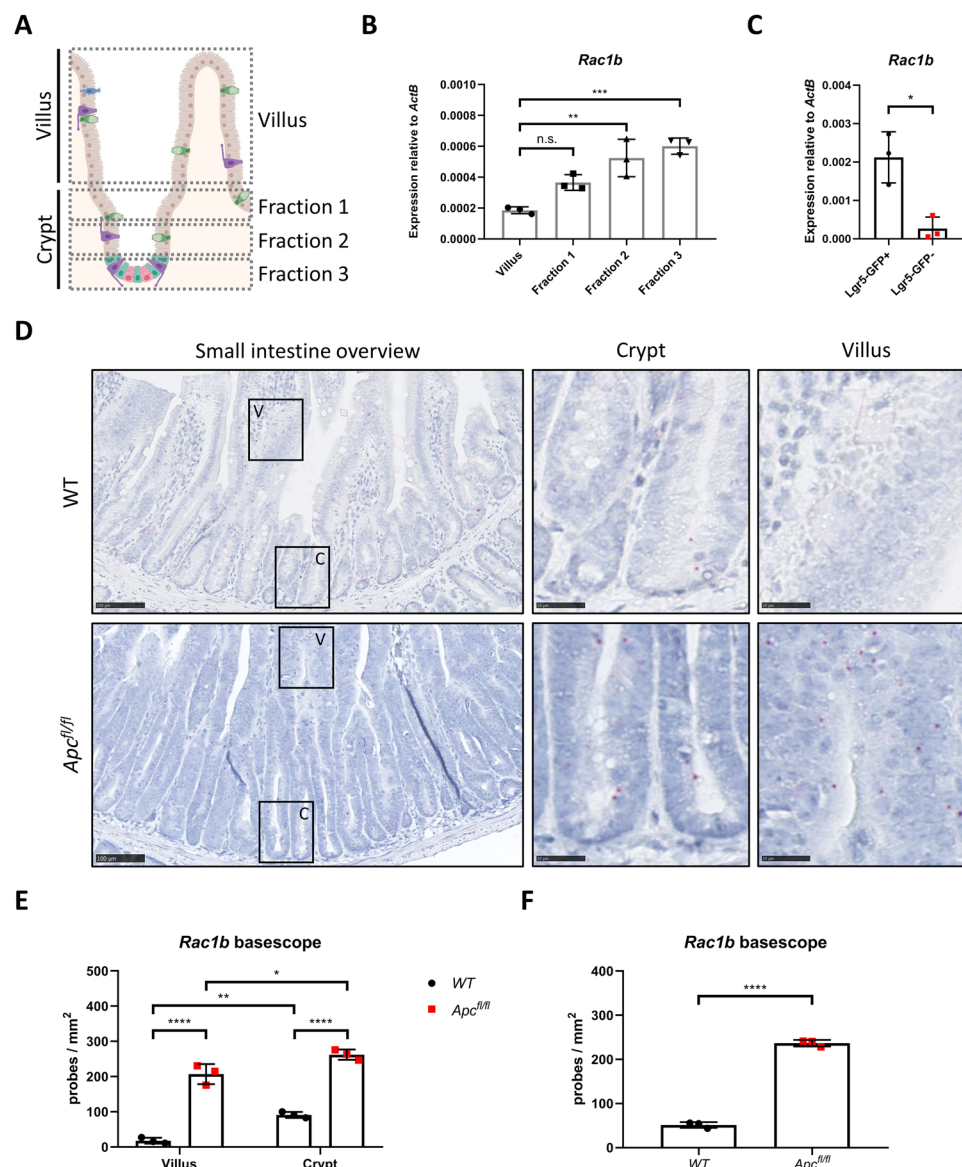 A
Villus
Crypt
Villus
Fraction 1
Fraction 2
Fraction 3
B
Rac1b
Expression relative to ActB
0.0010
0.0008
0.0006
0.0004
0.0002
0.0000
***
**
n.s.
Villus
Fraction 1
Fraction 2
Fraction 3
C
Rac1b
Expression relative to ActB
0.004
0.003
0.002
0.001
0.000
*
Lgr5-GFP+
Lgr5-GFP-
D
Small intestine overview
Crypt
Villus
WT
V
C
100 µm
Apcfl/fl
V
C
100 µm
E
Rac1b basescope
probes / mm2
500
400
300
200
100
0
*
**
****
****
Villus
Crypt
WT
Apcfl/fl
F
Rac1b basescope
probes / mm2
400
300
200
100
0
****
WT
Apcfl/fl